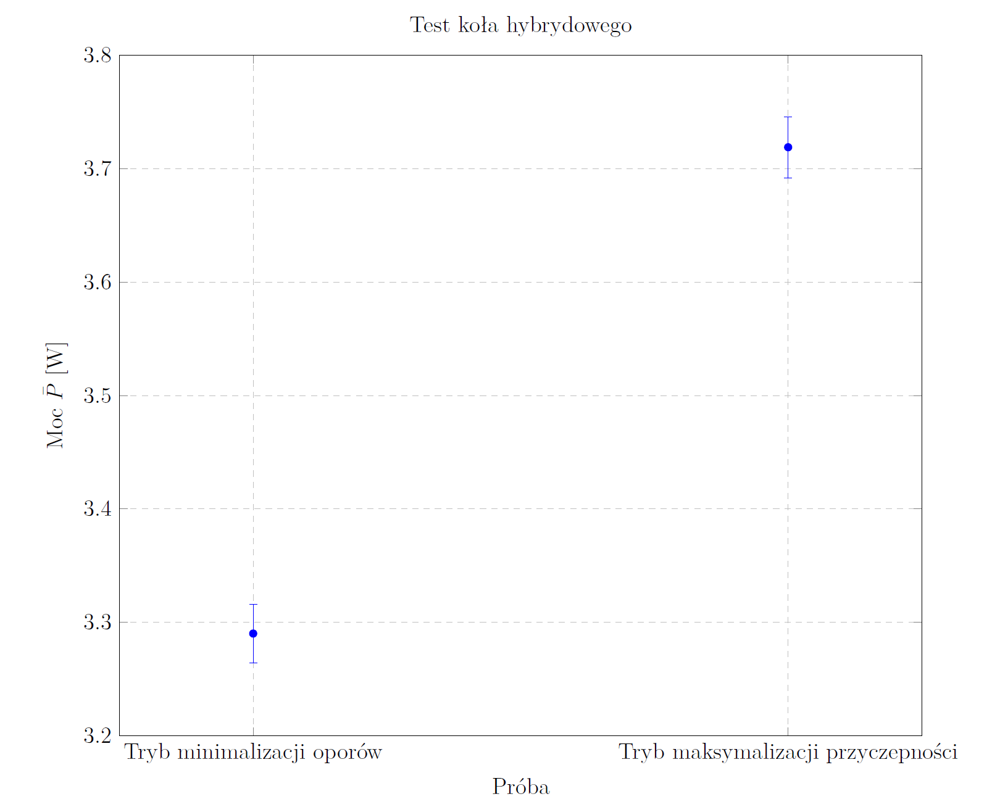 Test koła hybrydowego
3.8
3.7
3.6
3.5
3.4
3.3
3.2
Moc P̄ [W]
Tryb minimalizacji oporów
Tryb maksymalizacji przyczepności
Próba